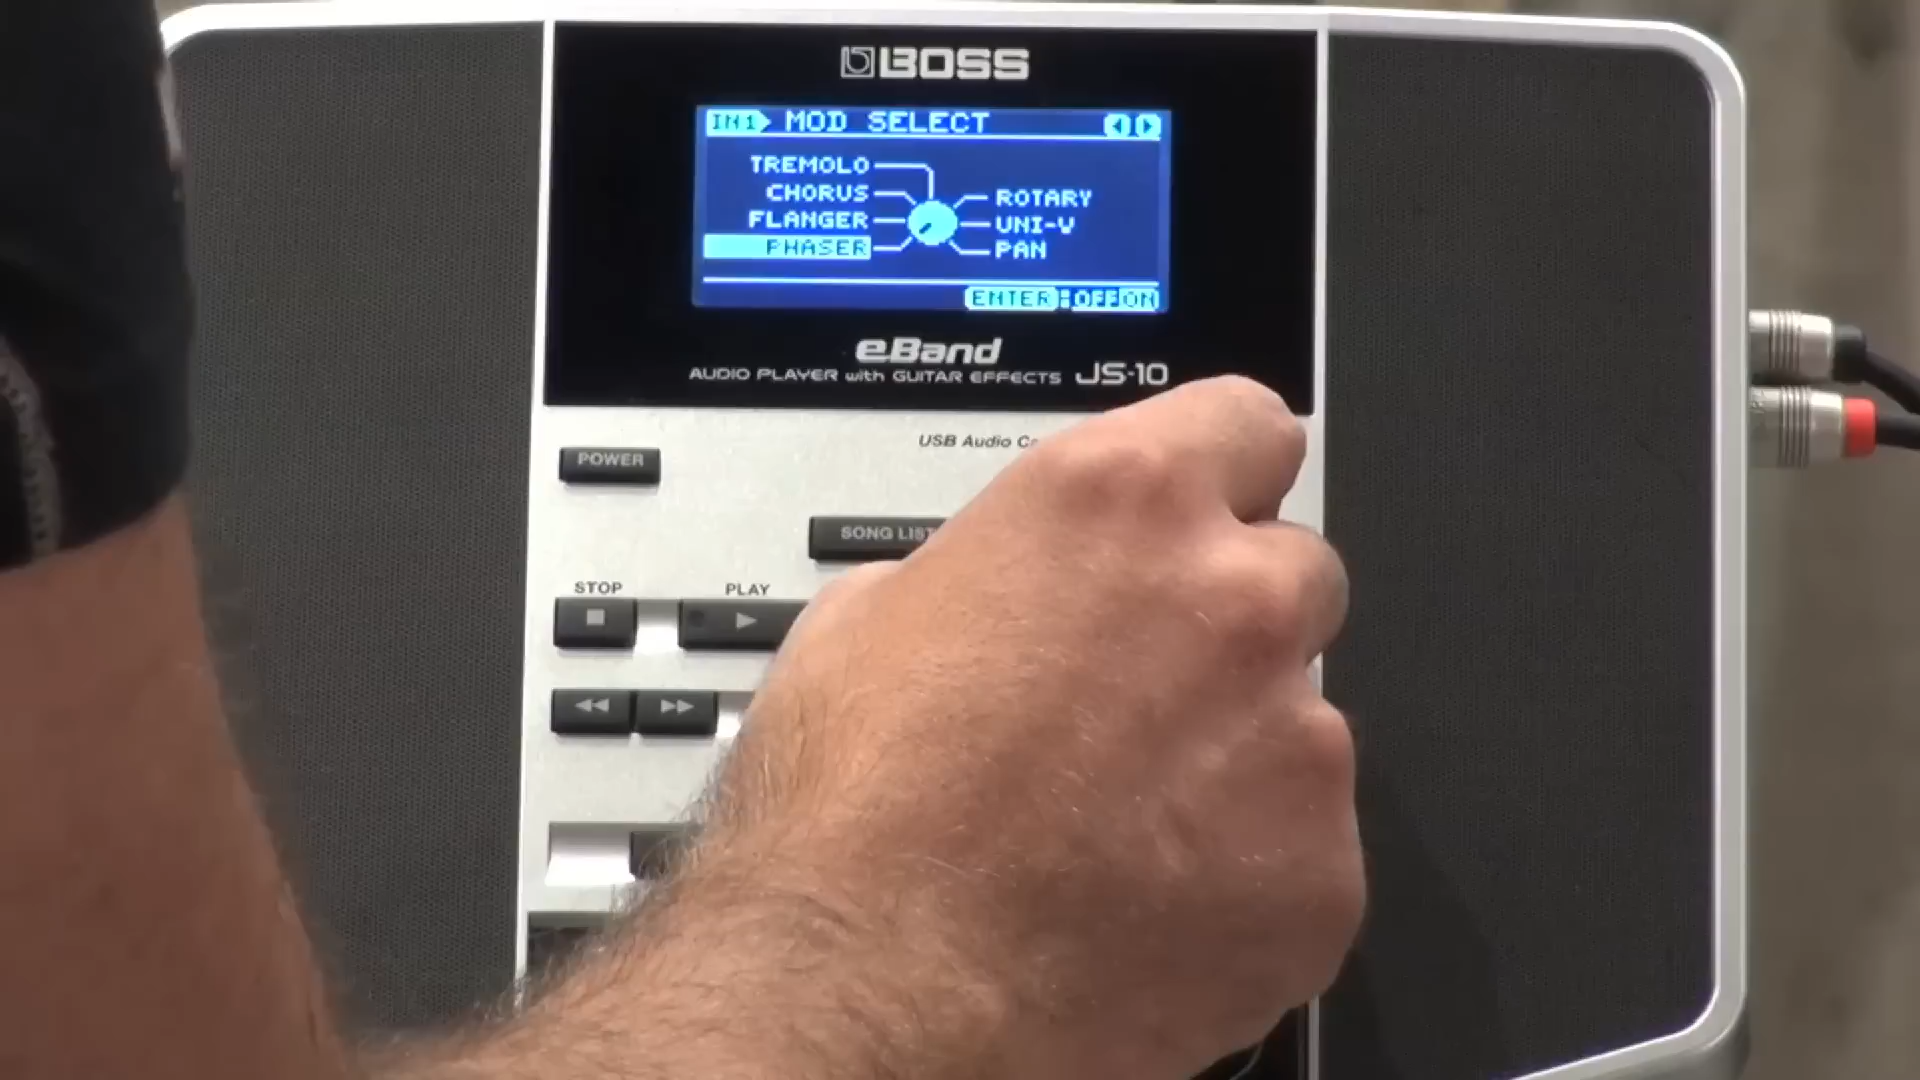 BOSS
IN1 MOD SELECT
TREMOLO
CHORUS
FLANGER
PHASER
ROTARY
UNI-V
PAN
ENTER:OFF ON
eBand
AUDIO PLAYER with GUITAR EFFECTS JS-10
USB Audio
POWER
SONG LIST
STOP
PLAY